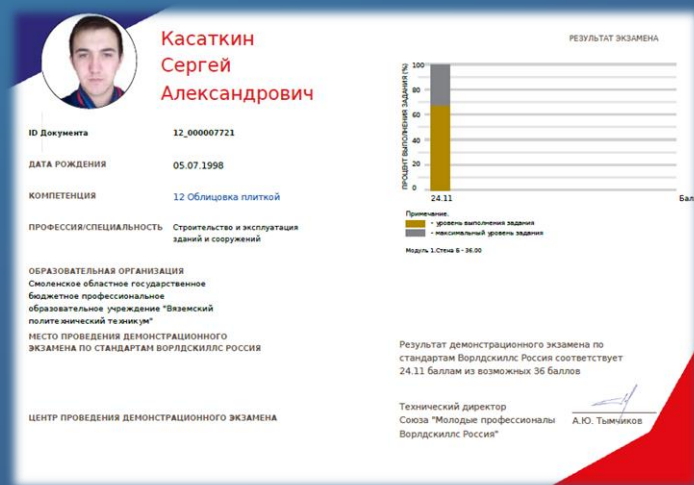 Касаткин
Сергей
Александрович
ID Документа 12_000007721
ДАТА РОЖДЕНИЯ 05.07.1998
КОМПЕТЕНЦИЯ 12 Облицовка плиткой
ПРОФЕССИЯ/СПЕЦИАЛЬНОСТЬ Строительство и эксплуатация
зданий и сооружений
ОБРАЗОВАТЕЛЬНАЯ ОРГАНИЗАЦИЯ
Смоленское областное государственное
бюджетное профессиональное
образовательное учреждение "Вяземский
политехнический техникум"
МЕСТО ПРОВЕДЕНИЯ ДЕМОНСТРАЦИОННОГО
ЭКЗАМЕНА ПО СТАНДАРТАМ ВОРЛДСКИЛЛС РОССИЯ
ЦЕНТР ПРОВЕДЕНИЯ ДЕМОНСТРАЦИОННОГО ЭКЗАМЕНА
РЕЗУЛЬТАТ ЭКЗАМЕНА
ПРОЦЕНТ ВЫПОЛНЕНИЯ ЗАДАНИЯ (%)
100
80
60
40
20
0
24.11
Бал
Примечание.
- уровень выполнения задания
- максимальный уровень задания
Модуль 1.Стена Б - 36.00
Результат демонстрационного экзамена по
стандартам Ворлдскиллс Россия соответствует
24.11 баллам из возможных 36 баллов
Технический директор
Союза "Молодые профессионалы А.Ю. Тымчиков
Ворлдскиллс Россия"